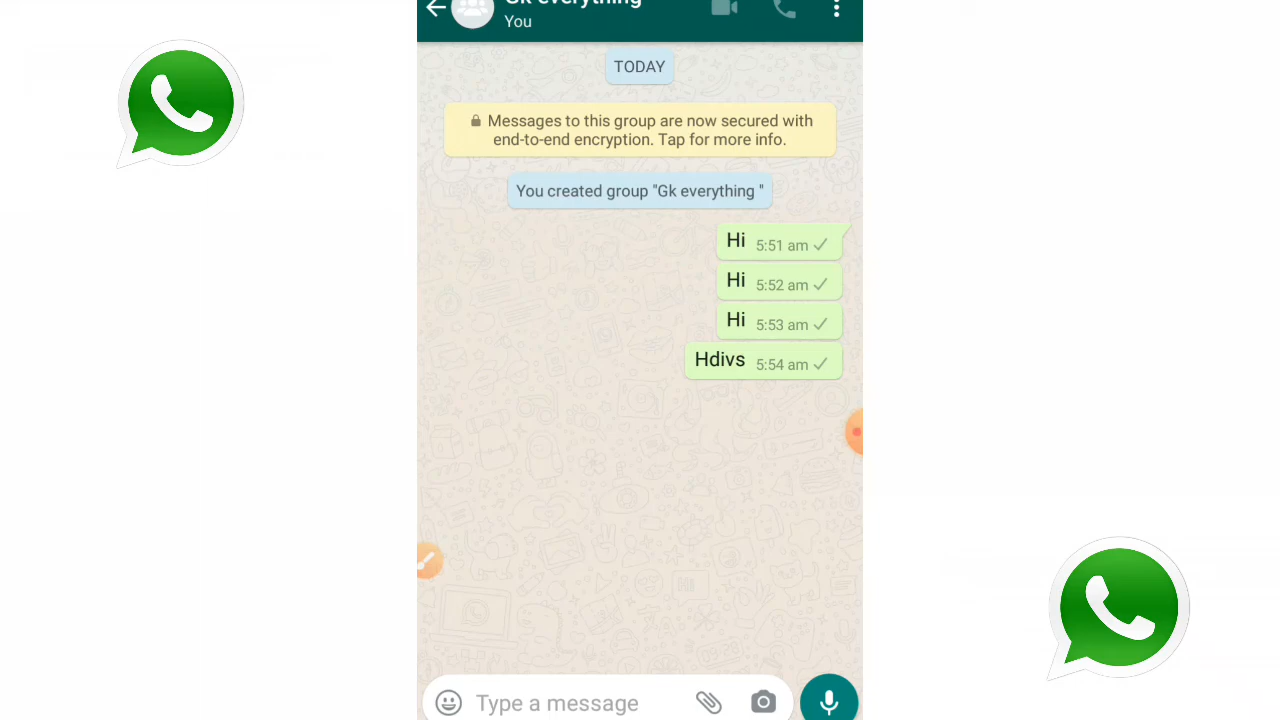 Gk everything
You
TODAY
Messages to this group are now secured with
end-to-end encryption. Tap for more info.
You created group "Gk everything "
Hi 5:51 am
Hi 5:52 am
Hi 5:53 am
Hdivs 5:54 am
Type a message